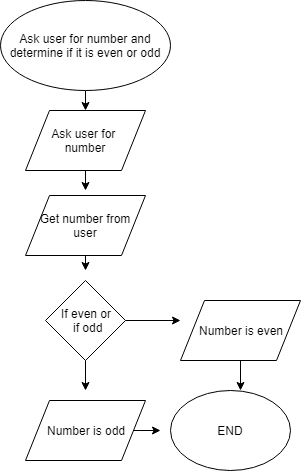 Ask user for number and
determine if it is even or odd
Ask user for
number
Get number from
user
If even or
if odd
Number is even
Number is odd
END